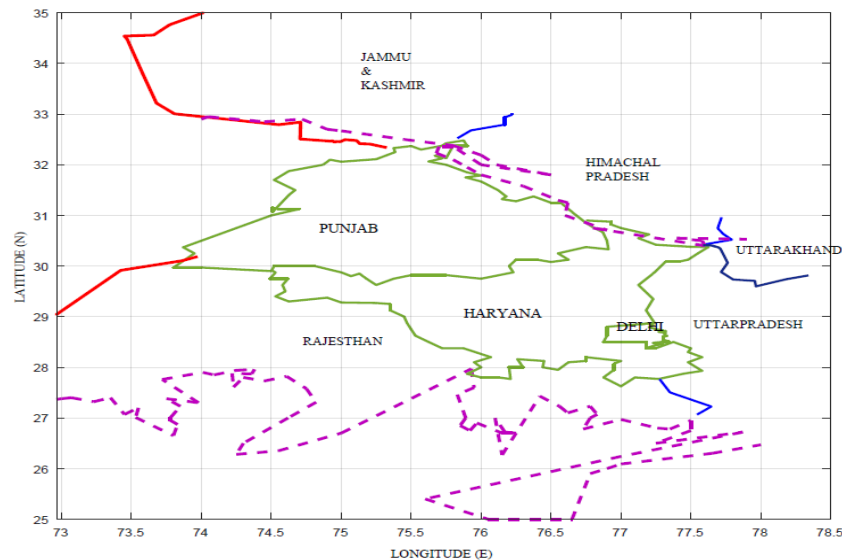 35
34
33
32
31
30
29
28
27
26
25
JAMMU
&
KASHMIR
HIMACHAL
PRADESH
PUNJAB
UTTARAKHAND
HARYANA
DELHI
UTTARPRADESH
RAJESTHAN
LATITUDE (N)
73 73.5 74 74.5 75 75.5 76 76.5 77 77.5 78 78.5
LONGITUDE (E)